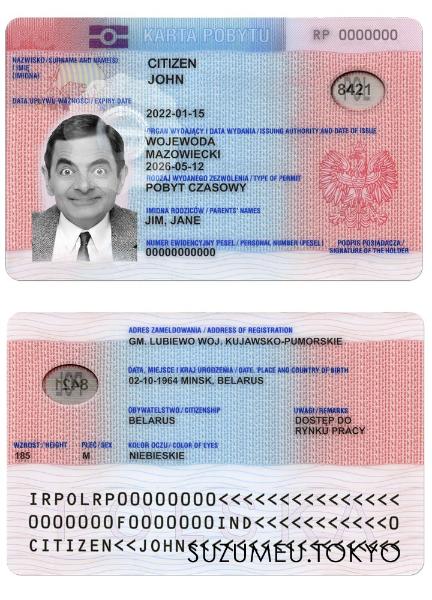 KARTA POBYTU
RP 0000000
NAZWISKO / SURNAME AND NAME(S)
I IMIĘ
(IMIONA)
CITIZEN
JOHN
8421
DATA UPŁYWU WAŻNOŚCI / EXPIRY DATE
2022-01-15
ORGAN WYDAJĄCY / DATA WYDANIA / ISSUING AUTHORITY AND DATE OF ISSUE
WOJEWODA
MAZOWIECKI
2026-05-12
RODZAJ WYDANEGO ZEZWOLENIA / TYPE OF PERMIT
POBYT CZASOWY
IMIONA RODZICÓW / PARENTS' NAMES
JIM, JANE
NUMER EWIDENCYJNY PESEL / PERSONAL NUMBER (PESEL)
00000000000
PODPIS POSIADACZA /
SIGNATURE OF THE HOLDER
ADRES ZAMELDOWANIA / ADDRESS OF REGISTRATION
GM. LUBIEWO WOJ. KUJAWSKO-PUMORSKIE
DATA, MIEJSCE I KRAJ URODZENIA / DATE, PLACE AND COUNTRY OF BIRTH
02-10-1964 MINSK, BELARUS
8421
OBYWATELSTWO / CITIZENSHIP
BELARUS
UWAGI / REMARKS
DOSTĘP DO
RYNKU PRACY
WZROST / HEIGHT
185
PŁEĆ / SEX
M
KOLOR OCZU / COLOR OF EYES
NIEBIESKIE
IRPOLRP00000000<<<<<<<<<<<<<<<
0000000F0000000IND<<<<<<<<<<<0
CITIZEN<<JOHN<<<<<<<<<<<<<<<<<
SUZUMEU.TOKYO